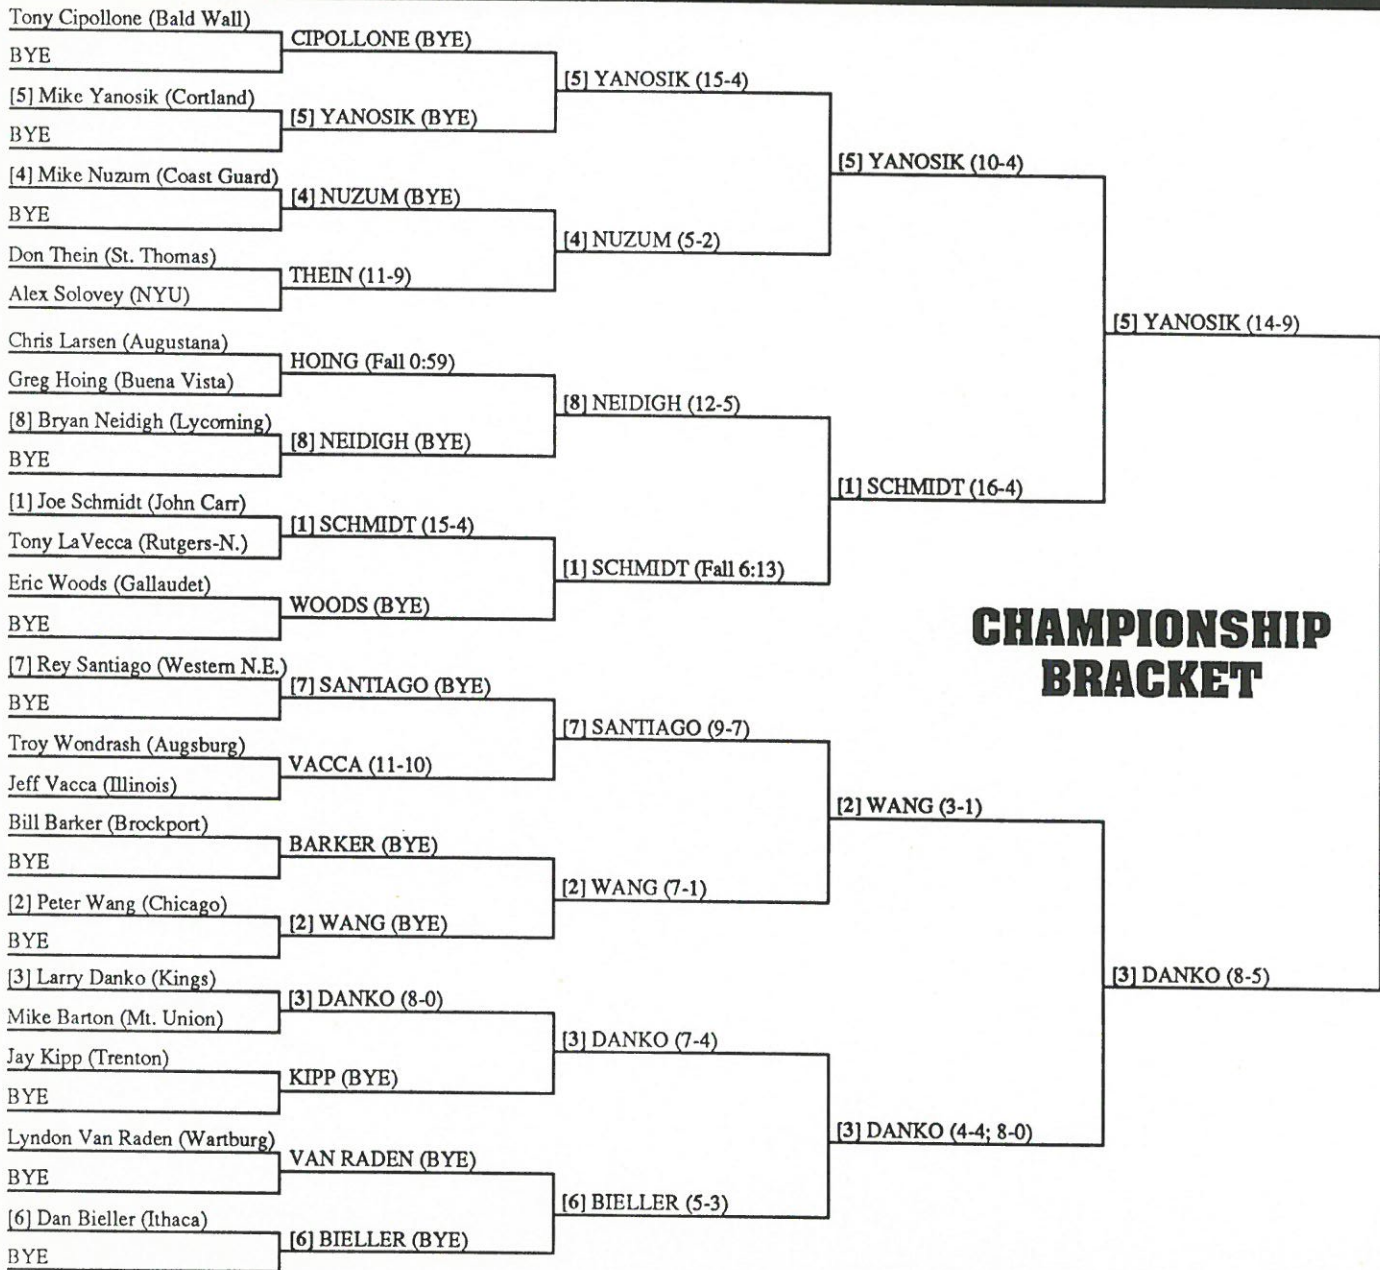 Tony Cipollone (Bald Wall)
BYE
[5] Mike Yanosik (Cortland)
BYE
[4] Mike Nuzum (Coast Guard)
BYE
Don Thein (St. Thomas)
Alex Solovey (NYU)
Chris Larsen (Augustana)
Greg Hoing (Buena Vista)
[8] Bryan Neidigh (Lycoming)
BYE
[1] Joe Schmidt (John Carr)
Tony LaVecca (Rutgers-N.)
Eric Woods (Gallaudet)
BYE
[7] Rey Santiago (Western N.E.)
BYE
Troy Wondrash (Augsburg)
Jeff Vacca (Illinois)
Bill Barker (Brockport)
BYE
[2] Peter Wang (Chicago)
BYE
[3] Larry Danko (Kings)
Mike Barton (Mt. Union)
Jay Kipp (Trenton)
BYE
Lyndon Van Raden (Wartburg)
BYE
[6] Dan Bieller (Ithaca)
BYE
CIPOLLONE (BYE)
[5] YANOSIK (BYE)
[4] NUZUM (BYE)
THEIN (11-9)
HOING (Fall 0:59)
[8] NEIDIGH (BYE)
[1] SCHMIDT (15-4)
WOODS (BYE)
[7] SANTIAGO (BYE)
VACCA (11-10)
BARKER (BYE)
[2] WANG (BYE)
[3] DANKO (8-0)
KIPP (BYE)
VAN RADEN (BYE)
[6] BIELLER (BYE)
[5] YANOSIK (15-4)
[4] NUZUM (5-2)
[8] NEIDIGH (12-5)
[1] SCHMIDT (Fall 6:13)
[7] SANTIAGO (9-7)
[2] WANG (7-1)
[3] DANKO (7-4)
[6] BIELLER (5-3)
[5] YANOSIK (10-4)
[1] SCHMIDT (16-4)
[2] WANG (3-1)
[3] DANKO (4-4; 8-0)
[5] YANOSIK (14-9)
[3] DANKO (8-5)
CHAMPIONSHIP
BRACKET